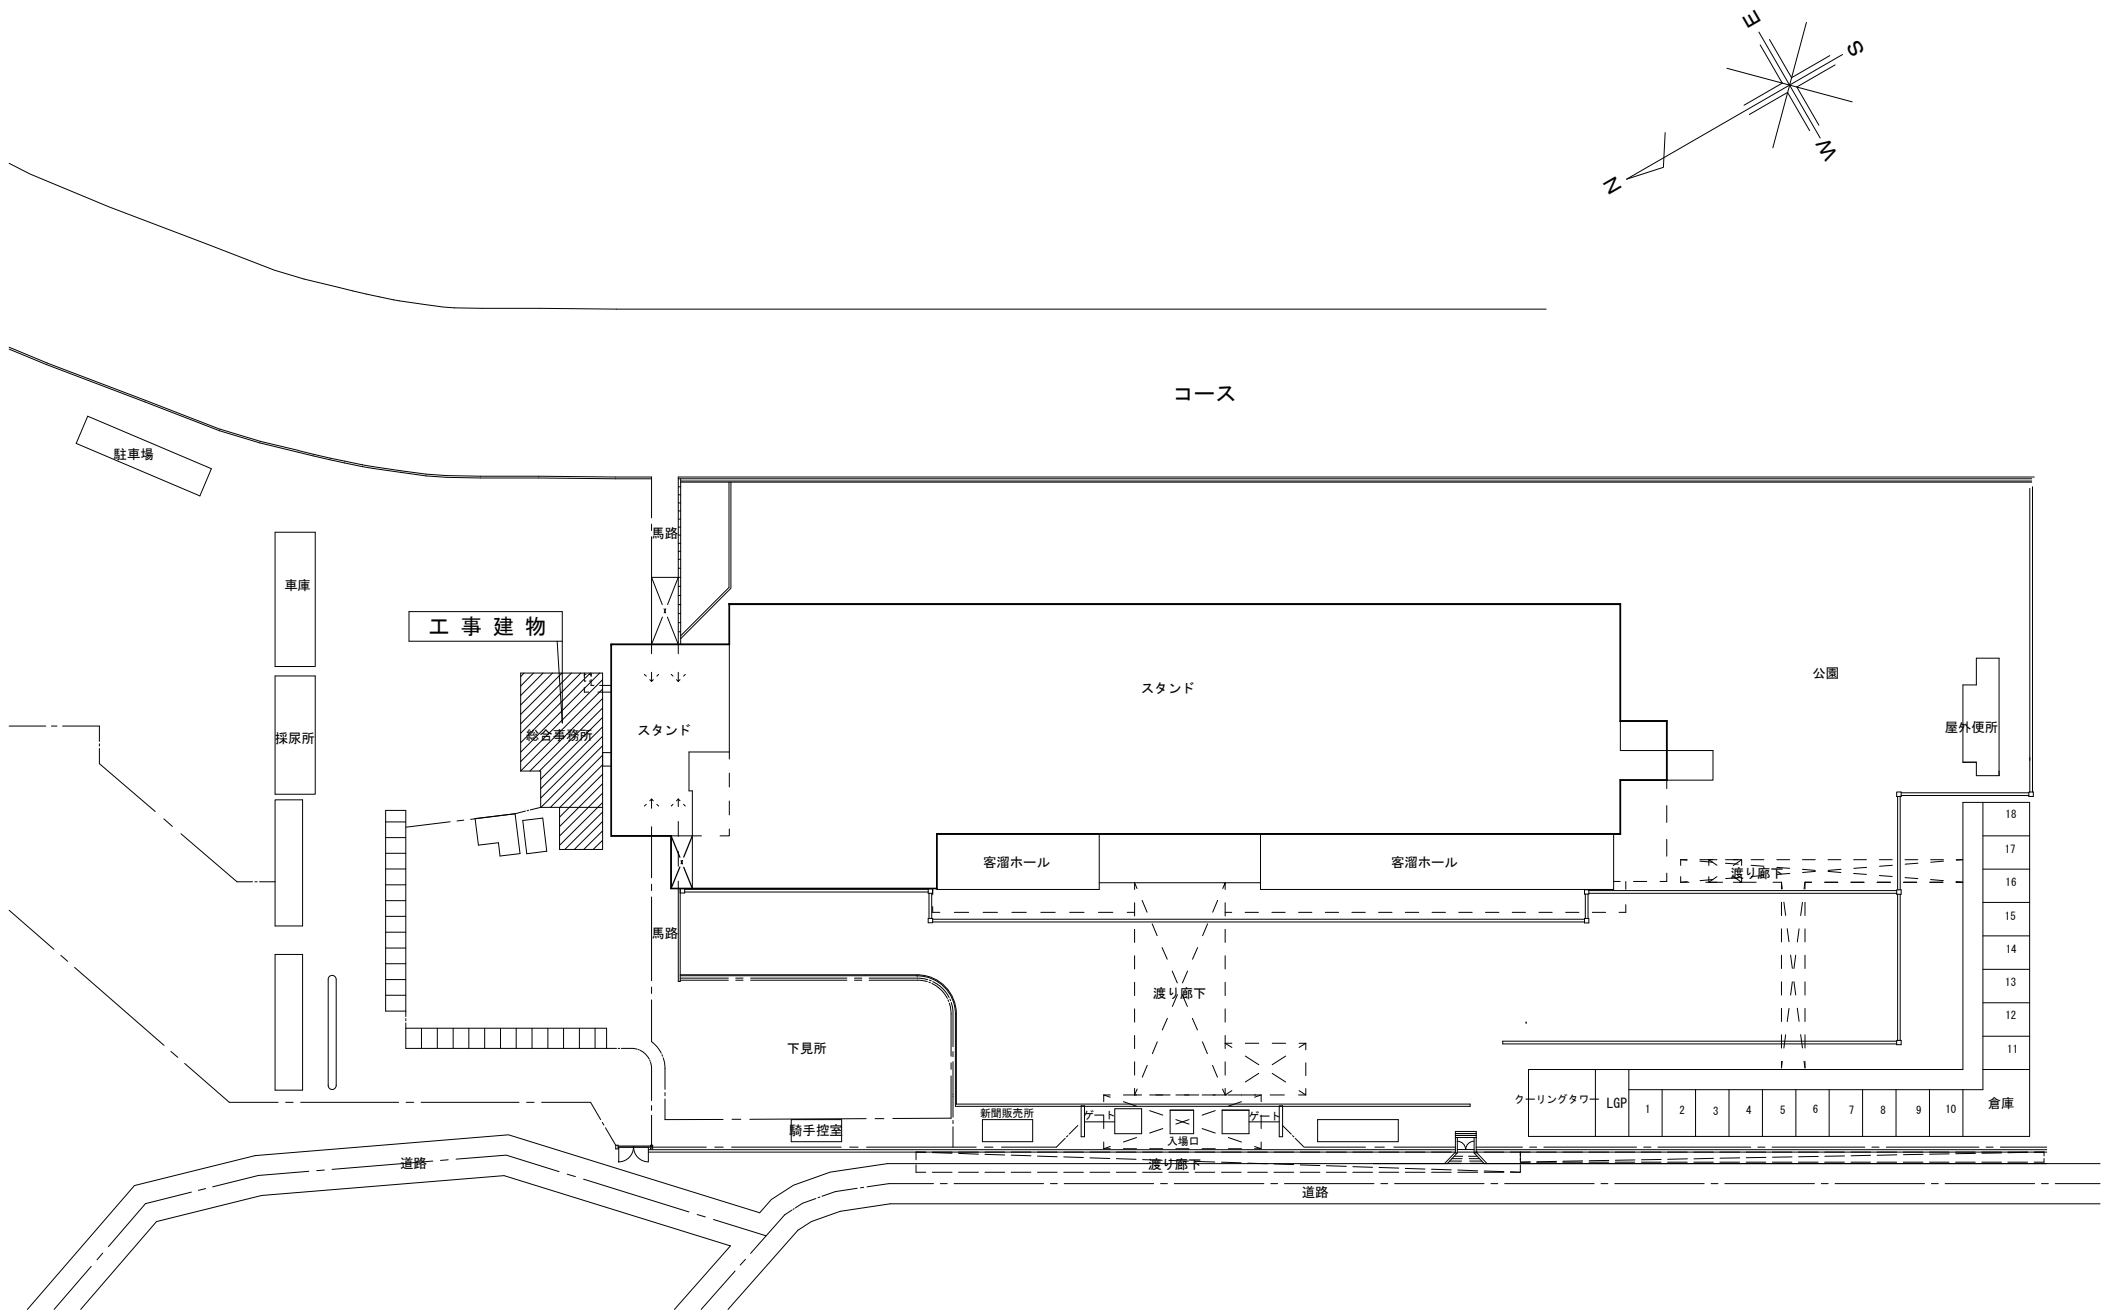 E
S
W
N
コース
駐車場
馬路
車庫
工事建物
スタンド
公園
採尿所
総合事務所
スタンド
屋外便所
客溜ホール
客溜ホール
渡り廊下
18
17
16
15
14
13
12
11
馬路
渡り廊下
下見所
クーリングタワー
LGP
1
2
3
4
5
6
7
8
9
10
倉庫
新聞販売所
ゲート
ゲート
騎手控室
入場口
道路
渡り廊下
道路